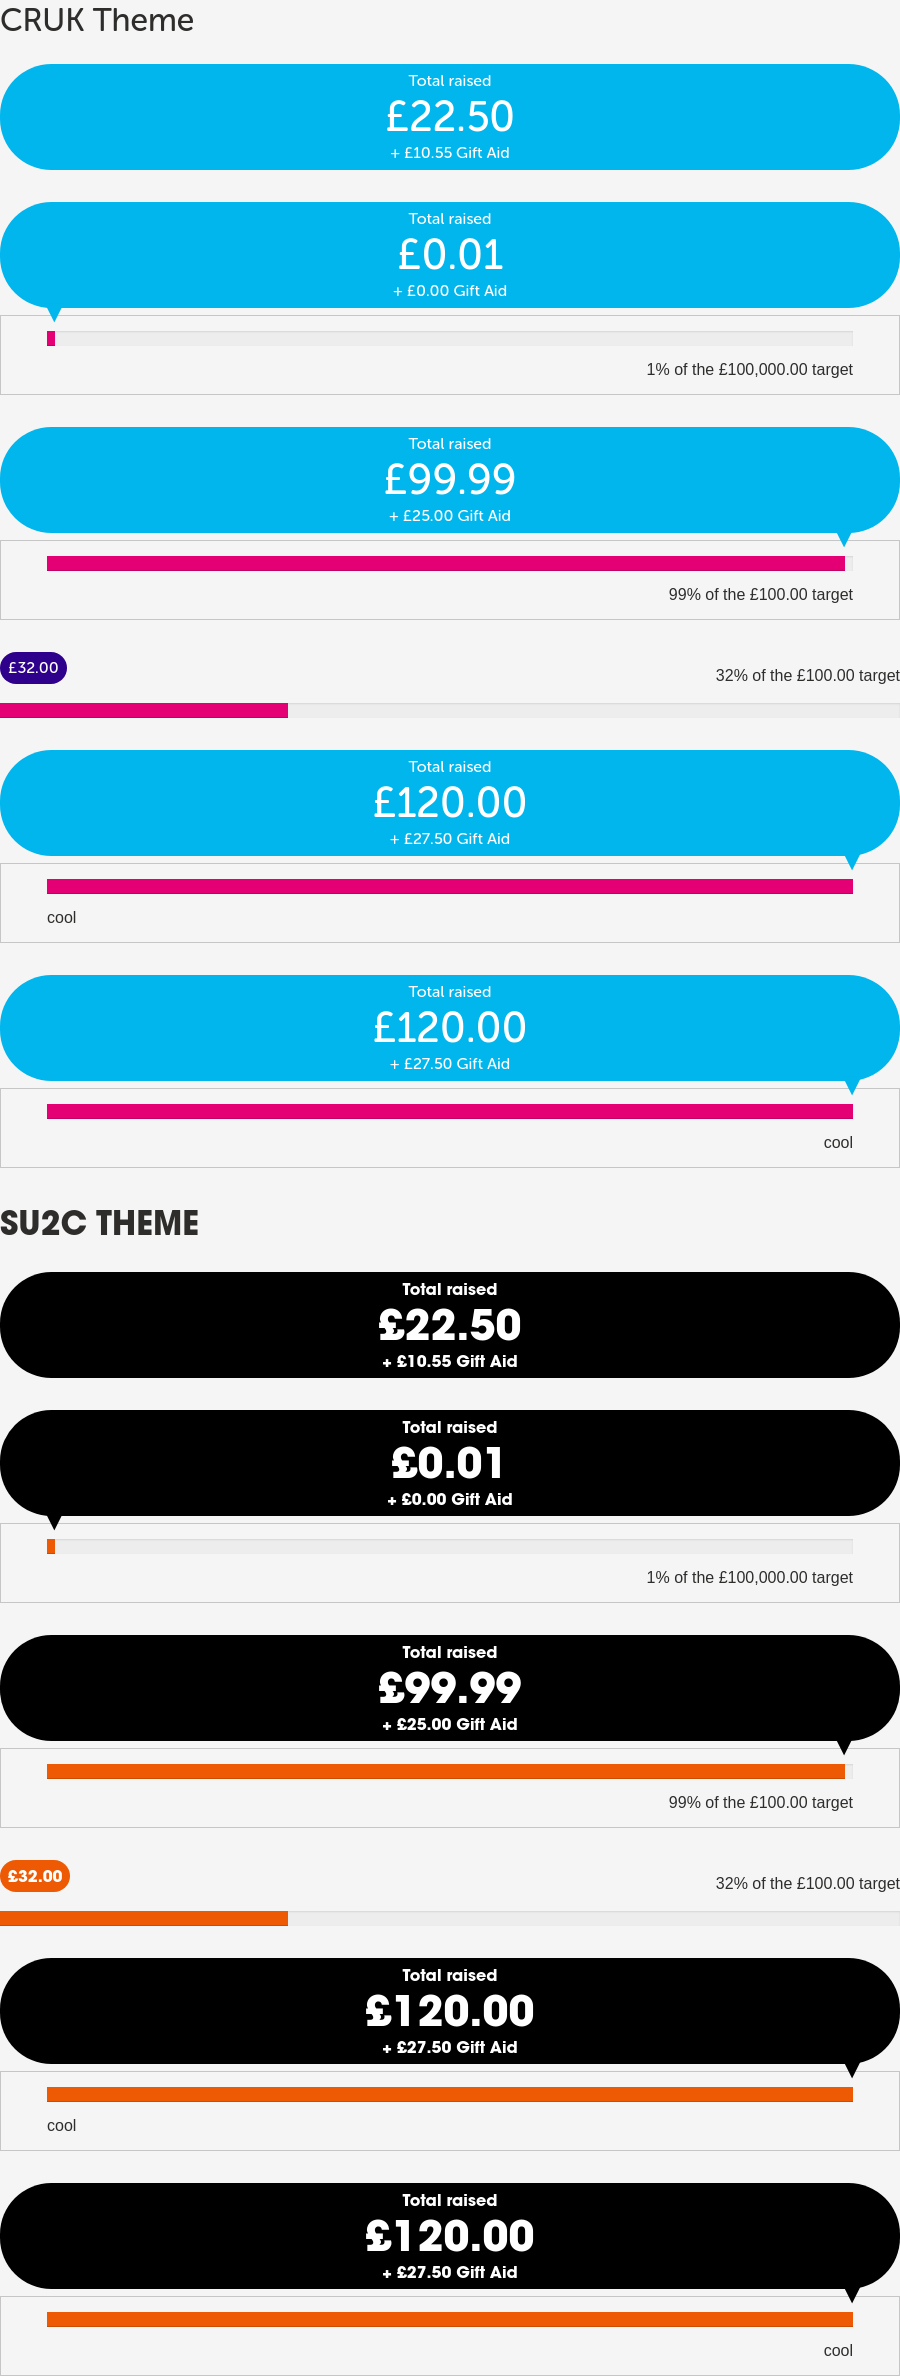 CRUK Theme
Total raised
£22.50
+ £10.55 Gift Aid
Total raised
£0.01
+ £0.00 Gift Aid
1% of the £100,000.00 target
Total raised
£99.99
+ £25.00 Gift Aid
99% of the £100.00 target
£32.00
32% of the £100.00 target
Total raised
£120.00
+ £27.50 Gift Aid
cool
Total raised
£120.00
+ £27.50 Gift Aid
cool
SU2C THEME
Total raised
£22.50
+ £10.55 Gift Aid
Total raised
£0.01
+ £0.00 Gift Aid
1% of the £100,000.00 target
Total raised
£99.99
+ £25.00 Gift Aid
99% of the £100.00 target
£32.00
32% of the £100.00 target
Total raised
£120.00
+ £27.50 Gift Aid
cool
Total raised
£120.00
+ £27.50 Gift Aid
cool